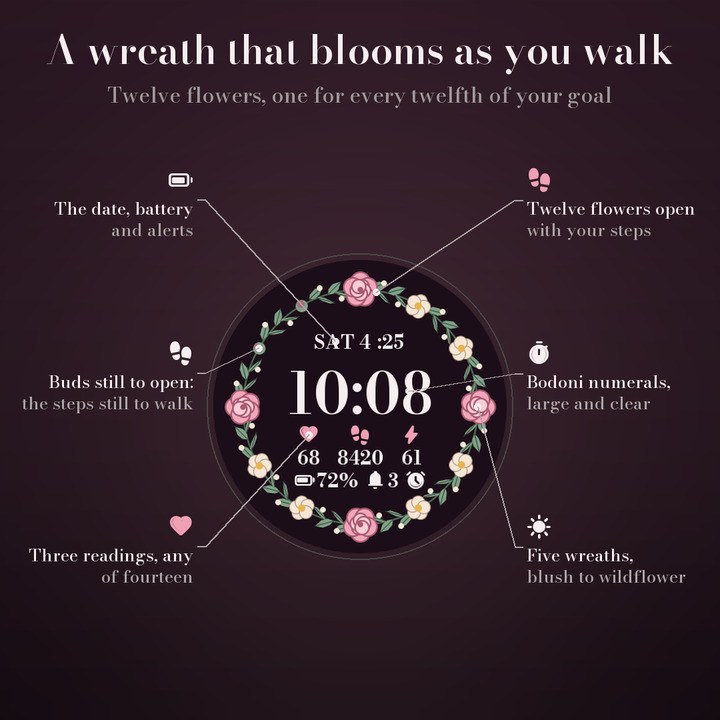 A wreath that blooms as you walk
Twelve flowers, one for every twelfth of your goal
The date, battery
and alerts
Twelve flowers open
with your steps
SAT 4 :25
Buds still to open:
the steps still to walk
10:08
Bodoni numerals,
large and clear
68 8420 61
72% 3
Three readings, any
of fourteen
Five wreaths,
blush to wildflower